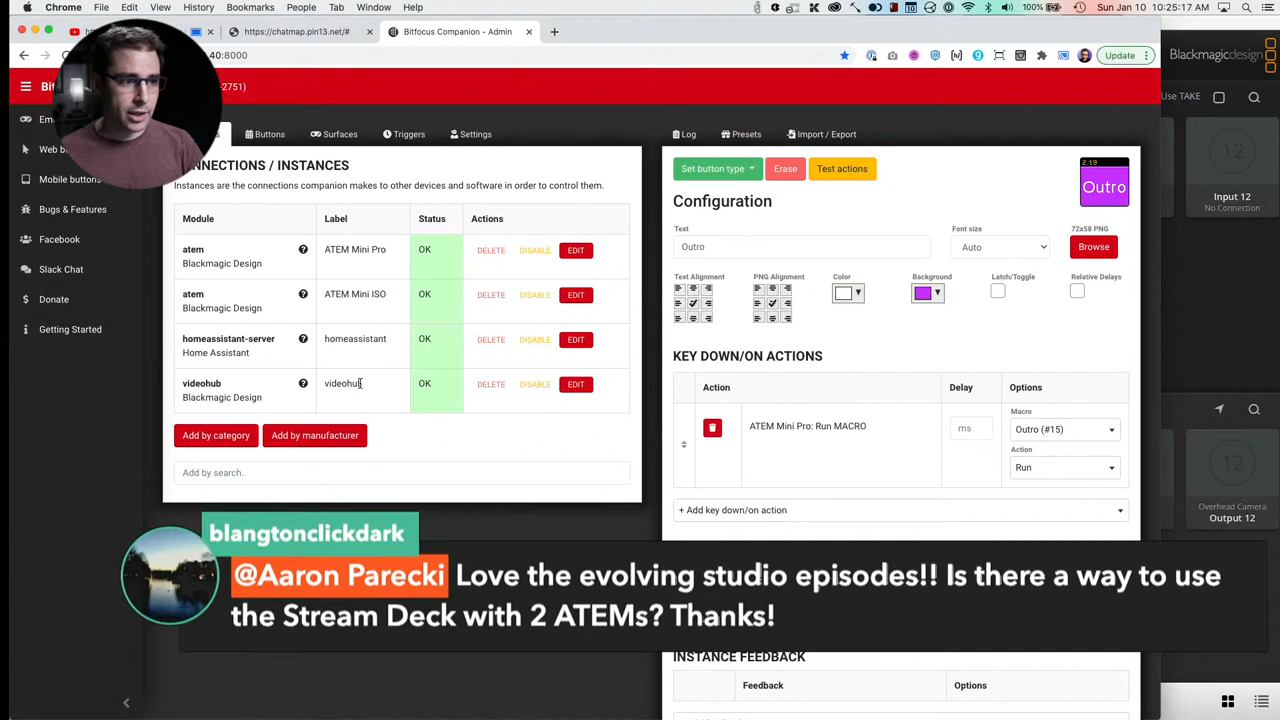 Chrome File Edit View History Bookmarks People Tab Window Help
100% Sun Jan 10 10:25:17 AM
https://chatmap.pin13.net/#
Bitfocus Companion - Admin
40:8000
Update
Blackmagicdesign
Use TAKE
2751)
Buttons Surfaces Triggers Settings
Log Presets Import / Export
Mobile buttons
Bugs & Features
Facebook
Slack Chat
Donate
Getting Started
NNECTIONS / INSTANCES
Instances are the connections companion makes to other devices and software in order to control them.
Module Label Status Actions
atem ATEM Mini Pro OK DELETE DISABLE EDIT
Blackmagic Design
atem ATEM Mini ISO OK DELETE DISABLE EDIT
Blackmagic Design
homeassistant-server homeassistant OK DELETE DISABLE EDIT
Home Assistant
videohub videohub OK DELETE DISABLE EDIT
Blackmagic Design
Add by category Add by manufacturer
Add by search..
Set button type Erase Test actions
2.19
Outro
Configuration
Text Font size 72x58 PNG
Outro Auto Browse
Text Alignment PNG Alignment Color Background Latch/Toggle Relative Delays
KEY DOWN/ON ACTIONS
Action Delay Options
ATEM Mini Pro: Run MACRO ms
Macro
Outro (#15)
Action
Run
+ Add key down/on action
12
Input 12
No Connection
12
Overhead Camera
Output 12
blangtonclickdark
@Aaron Parecki Love the evolving studio episodes!! Is there a way to use
the Stream Deck with 2 ATEMs? Thanks!
INSTANCE FEEDBACK
Feedback Options